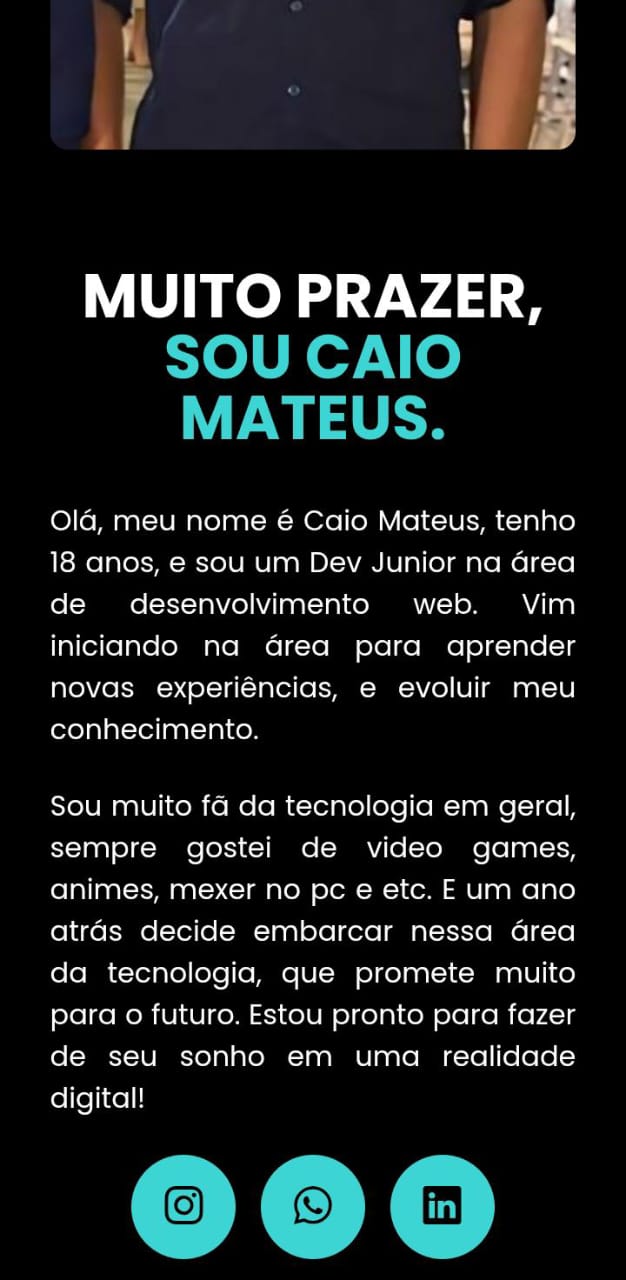 MUITO PRAZER,
SOU CAIO
MATEUS.
Olá, meu nome é Caio Mateus, tenho
18 anos, e sou um Dev Junior na área
de desenvolvimento web. Vim
iniciando na área para aprender
novas experiências, e evoluir meu
conhecimento.
Sou muito fã da tecnologia em geral,
sempre gostei de video games,
animes, mexer no pc e etc. E um ano
atrás decide embarcar nessa área
da tecnologia, que promete muito
para o futuro. Estou pronto para fazer
de seu sonho em uma realidade
digital!
in